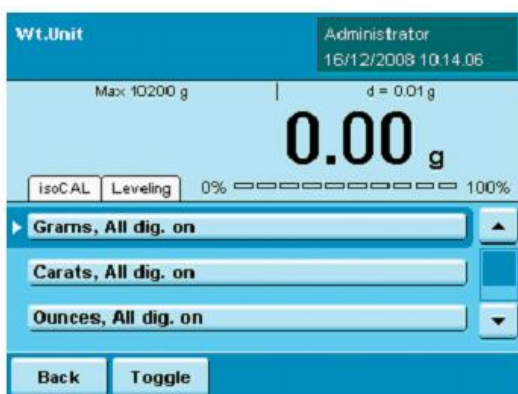 Wt.Unit
Administrator
16/12/2008 10.14.06
Max 10200 g
d = 0.01 g
0.00 g
isoCAL Leveling 0% 100%
Grams, All dig. on
Carats, All dig. on
Ounces, All dig. on
Back Toggle